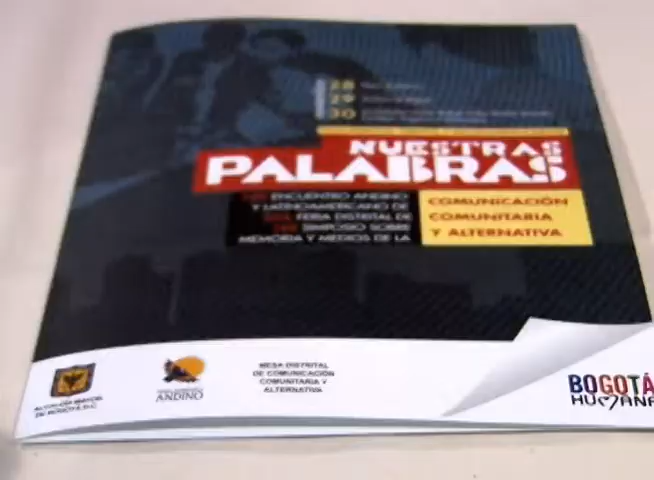 28
29
30
NUESTRAS
PALABRAS
ENCUENTRO ANDINO
Y LATINOAMERICANO DE
FERIA DISTRITAL DE
SIMPOSIO SOBRE
MEMORIA Y MEDIOS DE LA
COMUNICACIÓN
COMUNITARIA
Y ALTERNATIVA
ALCALDÍA MAYOR
DE BOGOTÁ D.C.
ANDINO
MESA DISTRITAL
DE COMUNICACIÓN
COMUNITARIA Y
ALTERNATIVA
BOGOTÁ
HUMANA